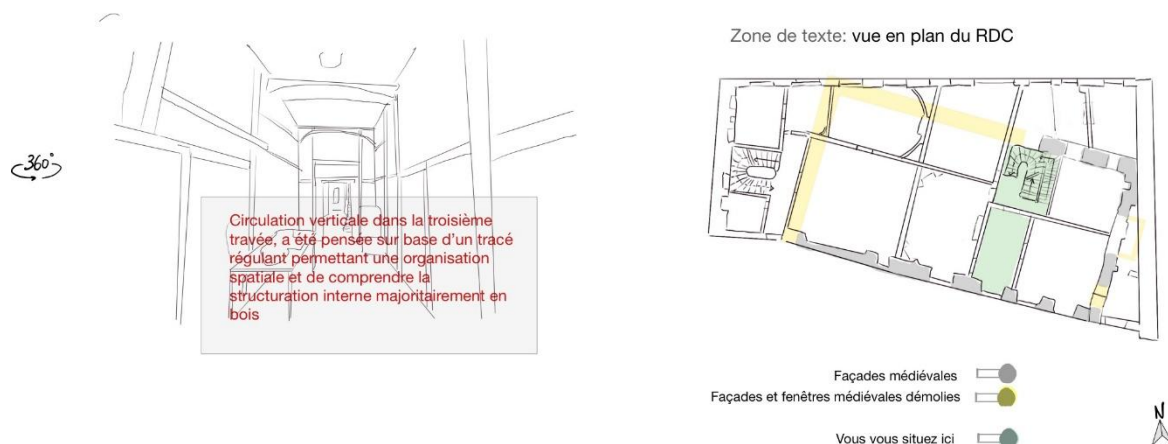 360°
Circulation verticale dans la troisième
travée, a été pensée sur base d'un tracé
régulant permettant une organisation
spatiale et de comprendre la
structuration interne majoritairement en
bois
Zone de texte: vue en plan du RDC
Façades médiévales
Façades et fenêtres médiévales démolies
Vous vous situez ici
N